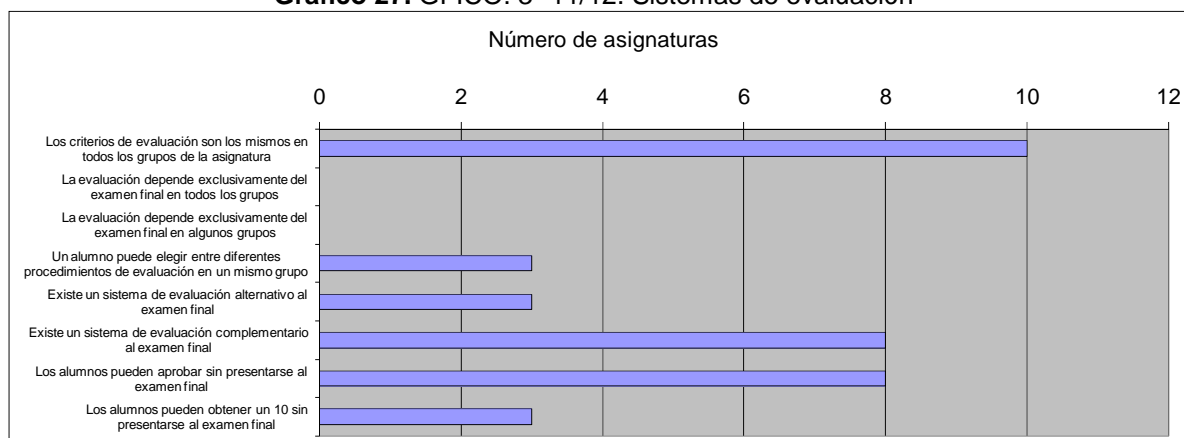 Número de asignaturas
0 2 4 6 8 10 12
Los criterios de evaluación son los mismos en
todos los grupos de la asignatura
La evaluación depende exclusivamente del
examen final en todos los grupos
La evaluación depende exclusivamente del
examen final en algunos grupos
Un alumno puede elegir entre diferentes
procedimientos de evaluación en un mismo grupo
Existe un sistema de evaluación alternativo al
examen final
Existe un sistema de evaluación complementario
al examen final
Los alumnos pueden aprobar sin presentarse al
examen final
Los alumnos pueden obtener un 10 sin
presentarse al examen final